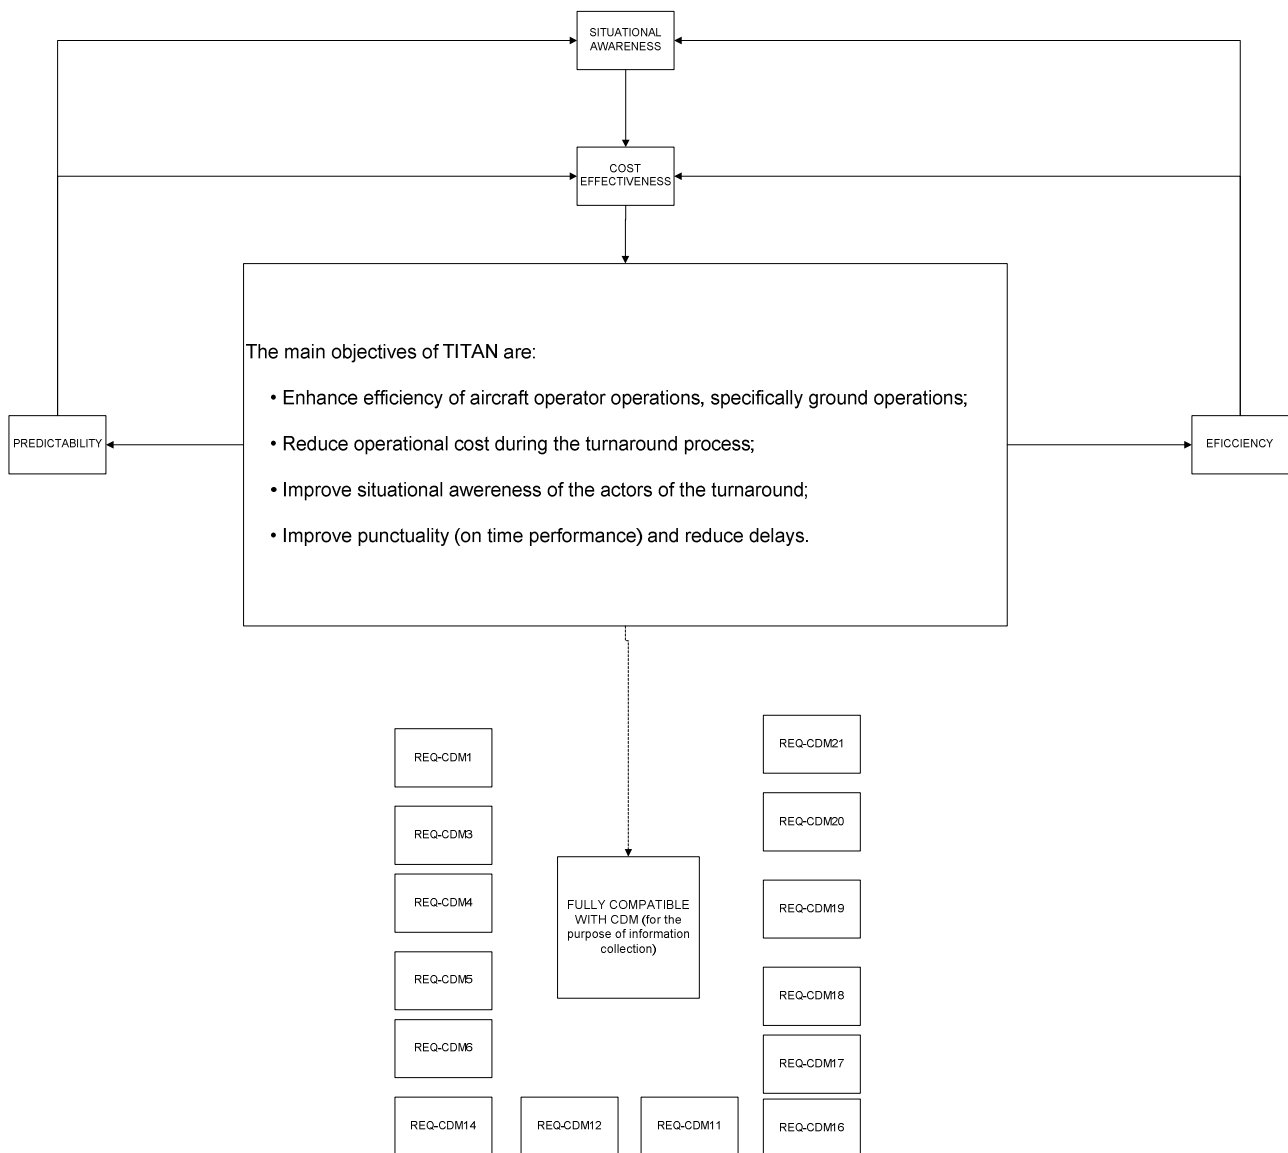 SITUATIONAL
AWARENESS
COST
EFFECTIVENESS
The main objectives of TITAN are:
• Enhance efficiency of aircraft operator operations, specifically ground operations;
• Reduce operational cost during the turnaround process;
• Improve situational awereness of the actors of the turnaround;
• Improve punctuality (on time performance) and reduce delays.
PREDICTABILITY
EFICCIENCY
REQ-CDM1
REQ-CDM3
REQ-CDM4
REQ-CDM5
REQ-CDM6
REQ-CDM14
REQ-CDM12
REQ-CDM11
FULLY COMPATIBLE
WITH CDM (for the
purpose of information
collection)
REQ-CDM21
REQ-CDM20
REQ-CDM19
REQ-CDM18
REQ-CDM17
REQ-CDM16